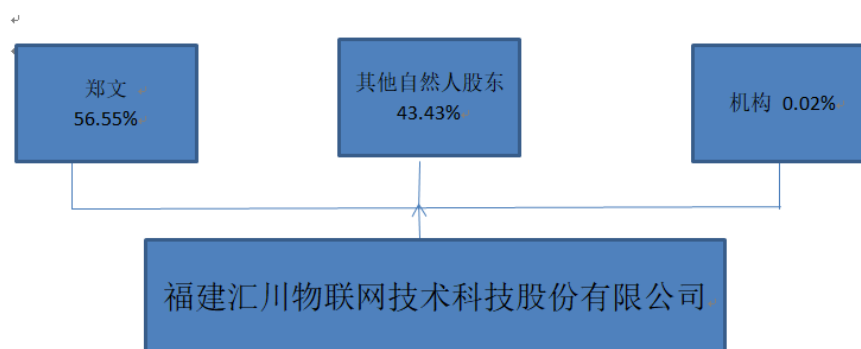 郑文
56.55%
其他自然人股东
43.43%
机构 0.02%
福建汇川物联网技术科技股份有限公司